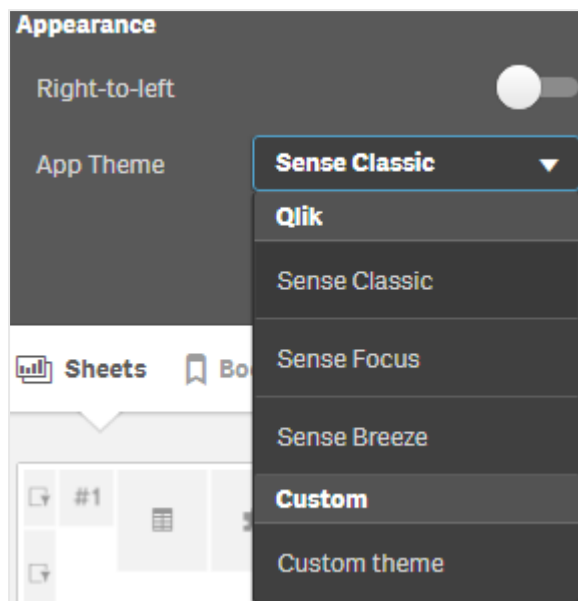 Appearance
Right-to-left
App Theme
Sense Classic
Qlik
Sense Classic
Sense Focus
Sense Breeze
Custom
Custom theme
Sheets
#1